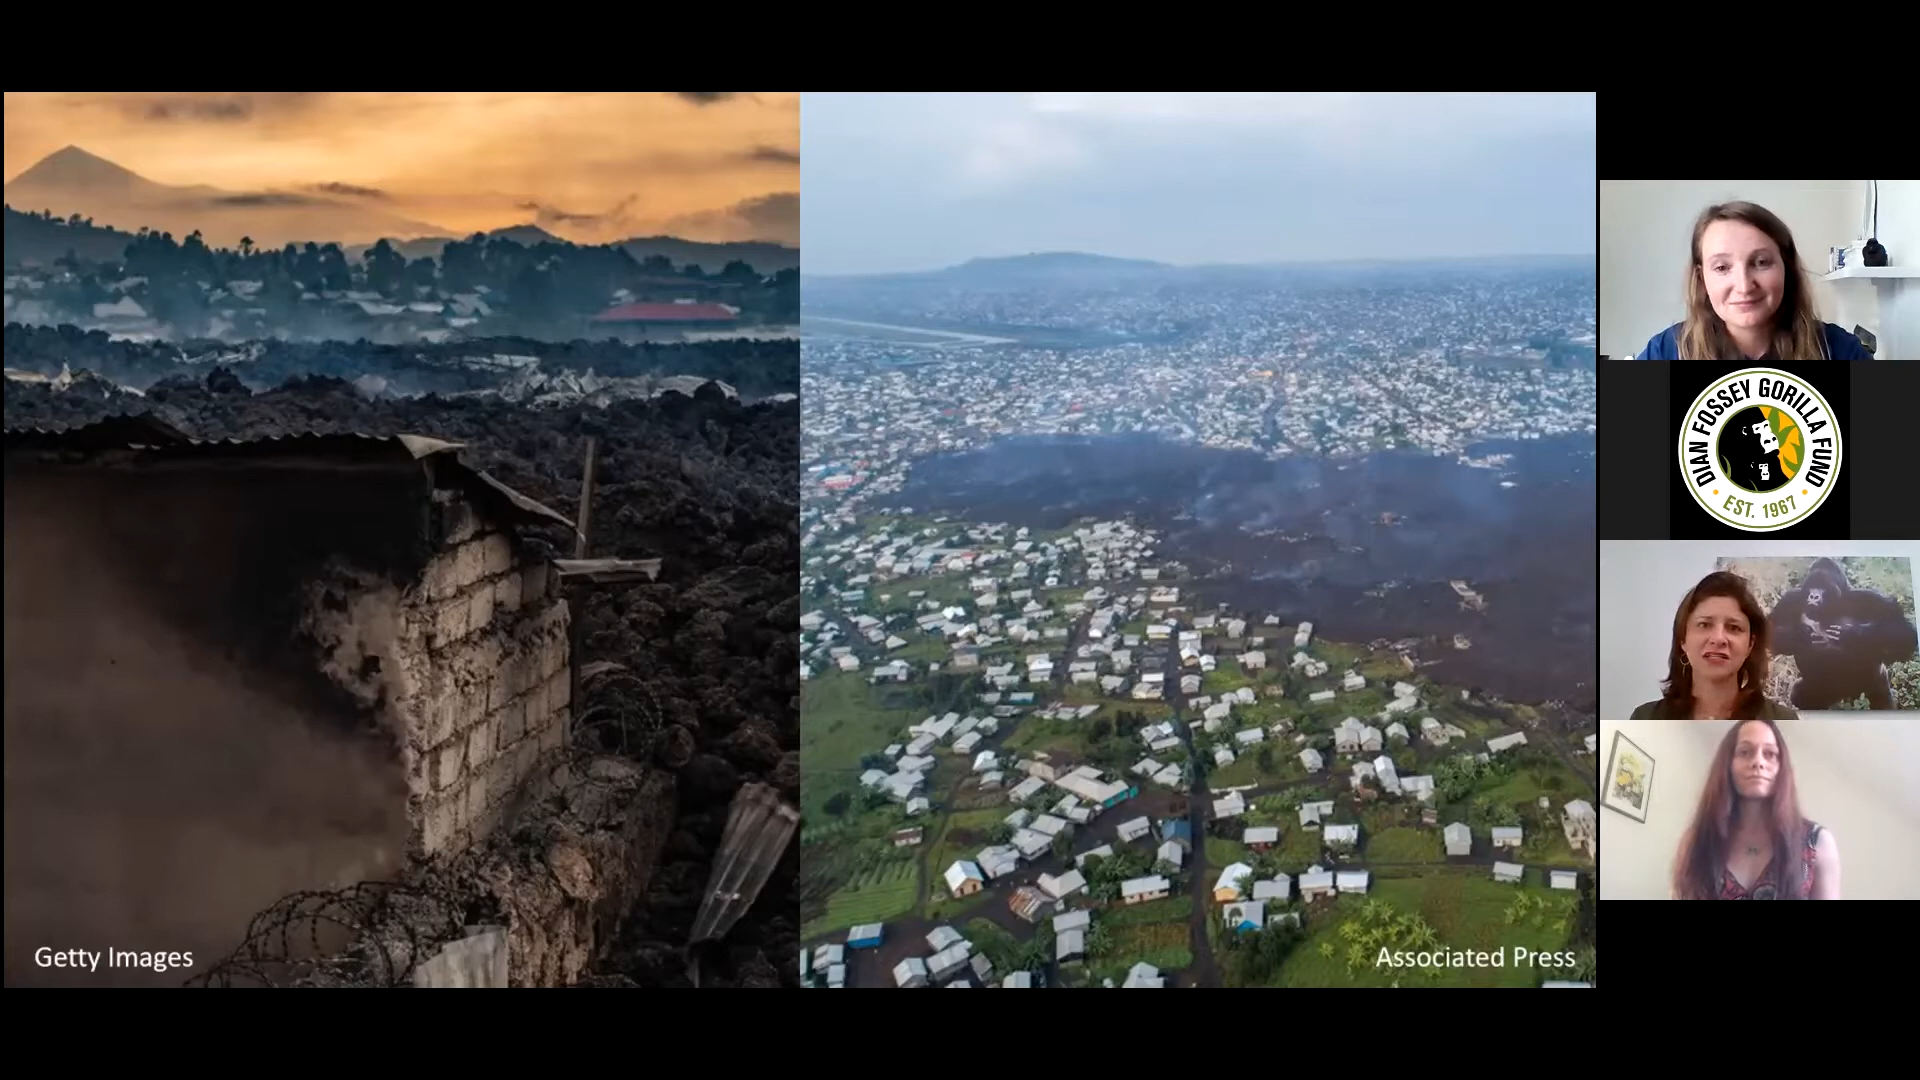 Getty Images
Associated Press
DIAN FOSSEY GORILLA FUND
EST. 1967